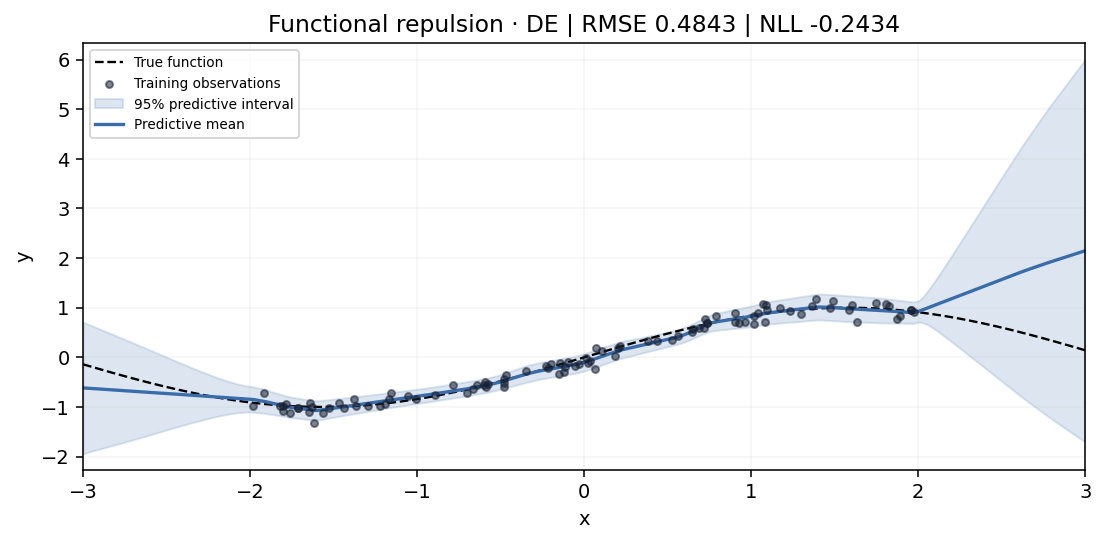 Functional repulsion · DE | RMSE 0.4843 | NLL -0.2434
True function
Training observations
95% predictive interval
Predictive mean
6
5
4
3
2
1
0
−1
−2
y
−3 −2 −1 0 1 2 3
x